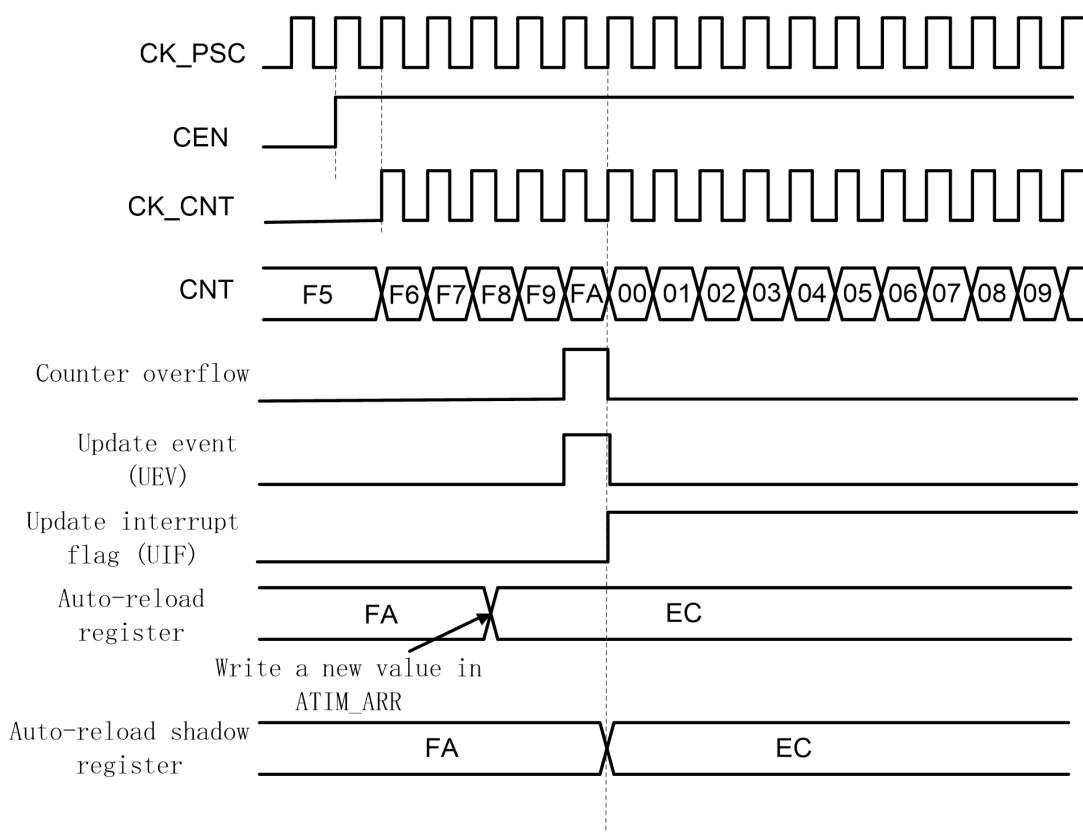 CK_PSC
CEN
CK_CNT
CNT
F5 F6 F7 F8 F9 FA 00 01 02 03 04 05 06 07 08 09
Counter overflow
Update event
(UEV)
Update interrupt
flag (UIF)
Auto-reload
register
FA
EC
Write a new value in
ATIM_ARR
Auto-reload shadow
register
FA
EC